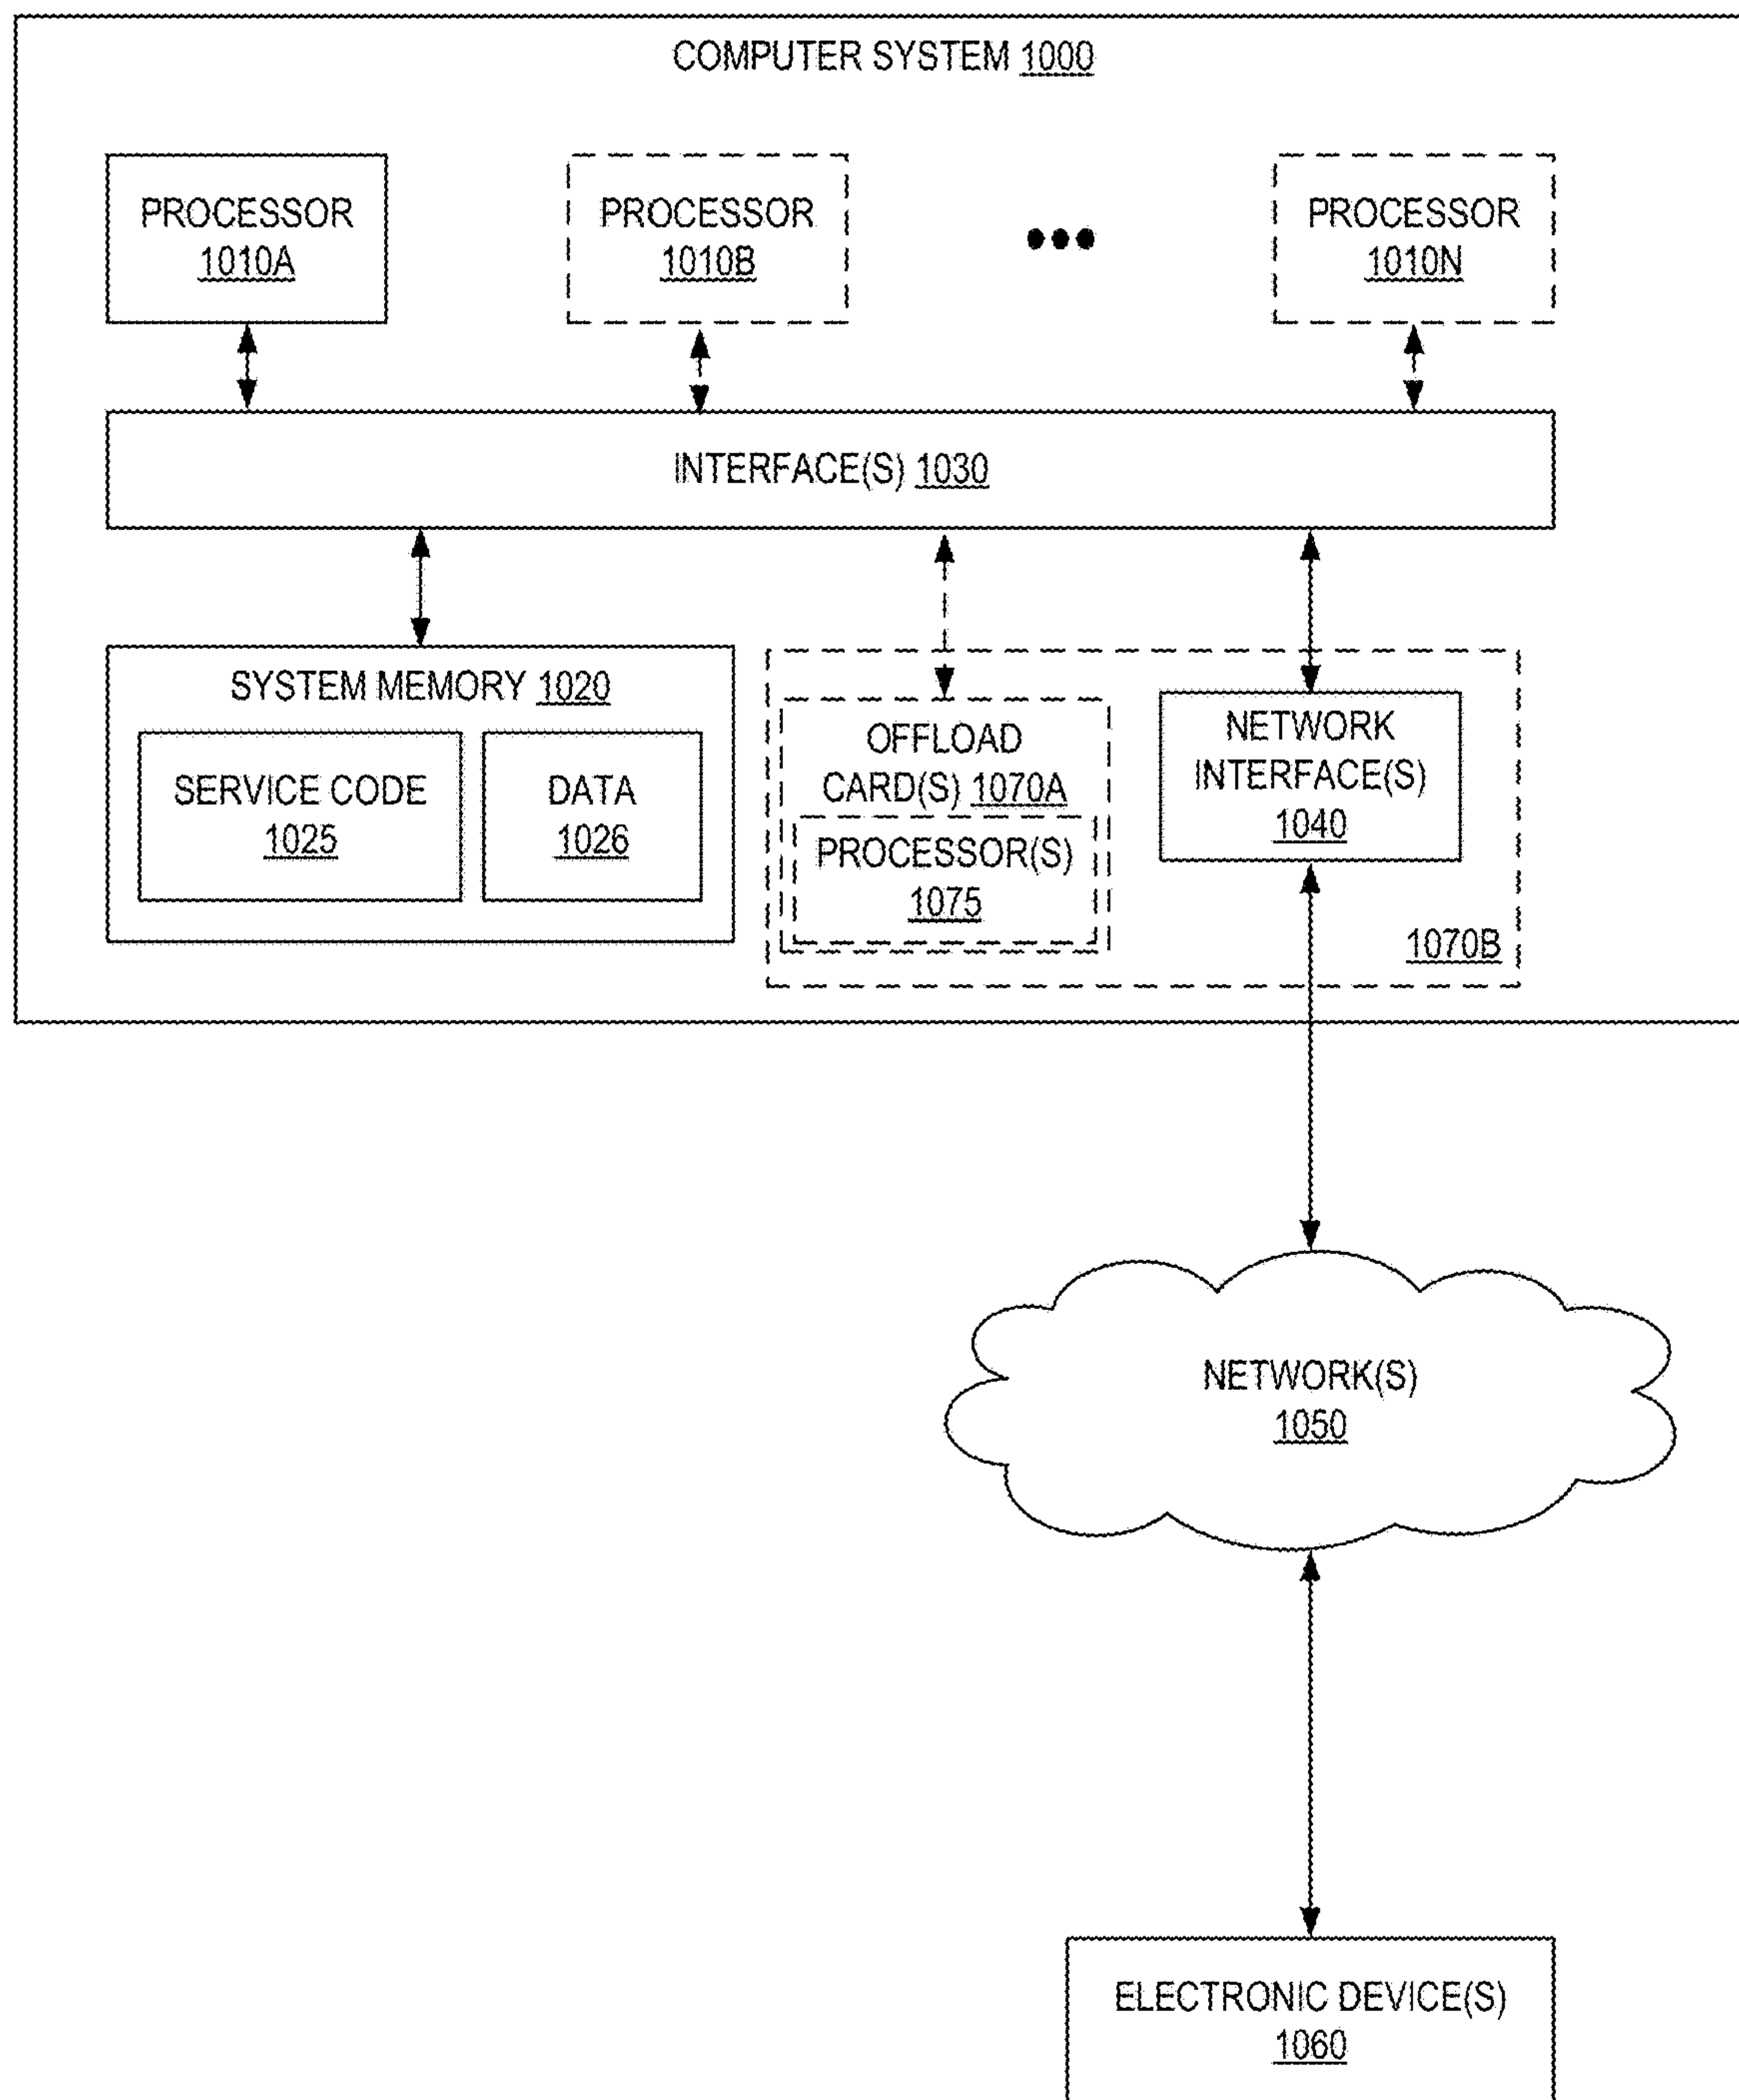 COMPUTER SYSTEM 1000
PROCESSOR
1010A
PROCESSOR
1010B
PROCESSOR
1010N
INTERFACE(S) 1030
SYSTEM MEMORY 1020
SERVICE CODE
1025
DATA
1026
OFFLOAD
CARD(S) 1070A
PROCESSOR(S)
1075
NETWORK
INTERFACE(S)
1040
1070B
NETWORK(S)
1050
ELECTRONIC DEVICE(S)
1060